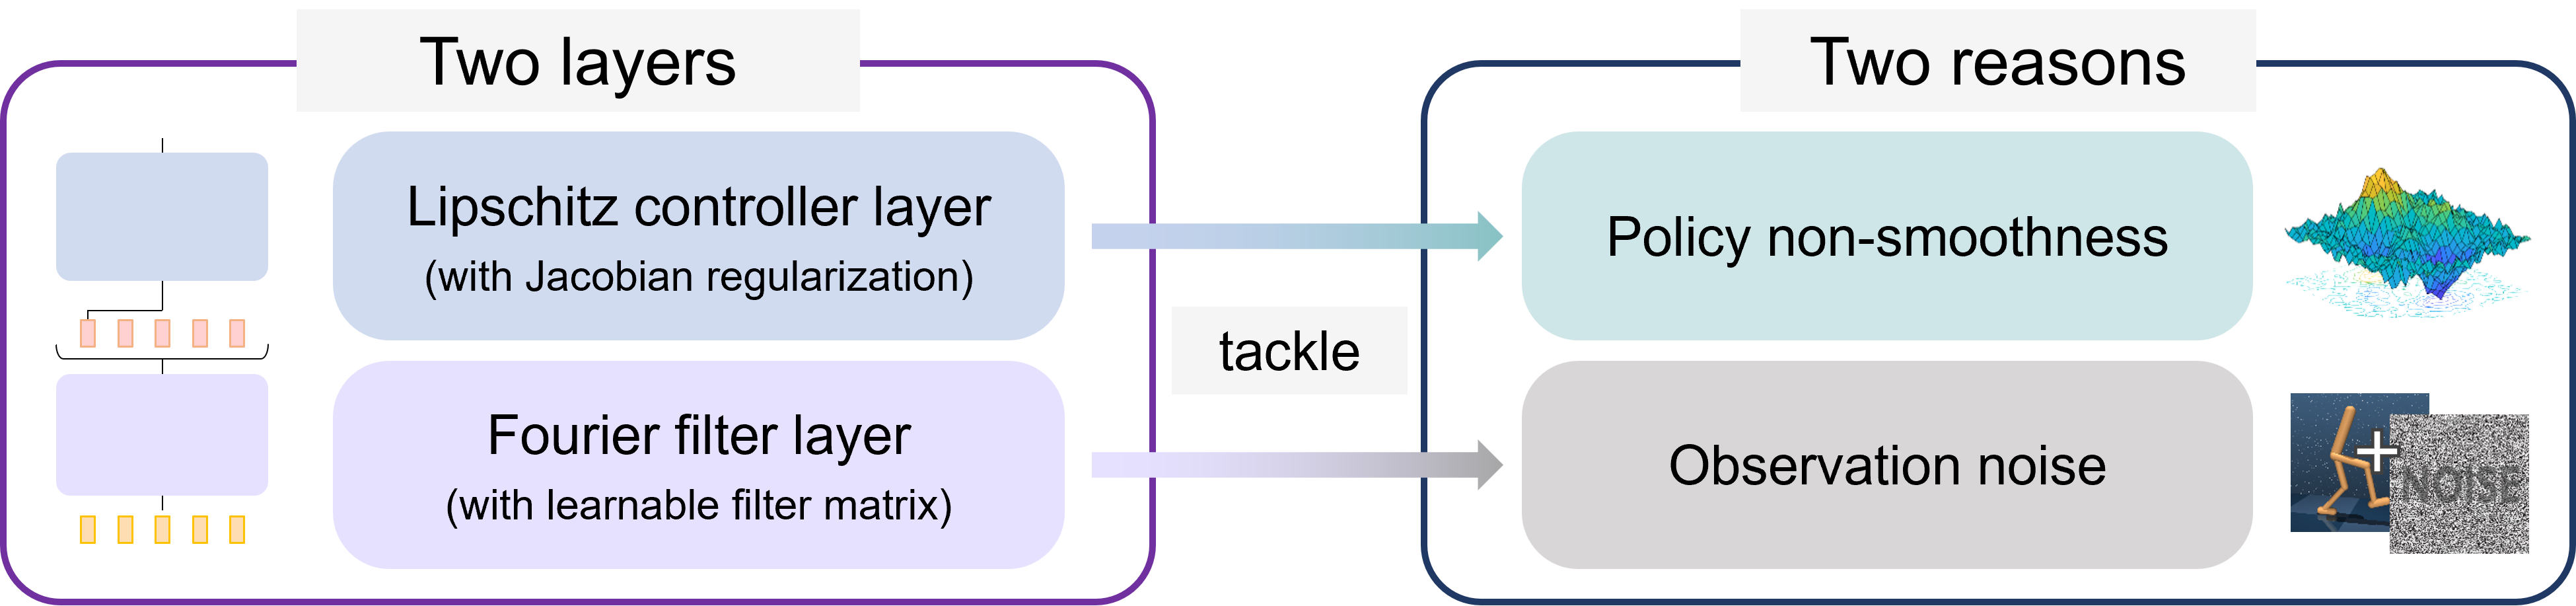 Two layers
Two reasons
Lipschitz controller layer
(with Jacobian regularization)
Policy non-smoothness
tackle
Fourier filter layer
(with learnable filter matrix)
Observation noise
NOISE